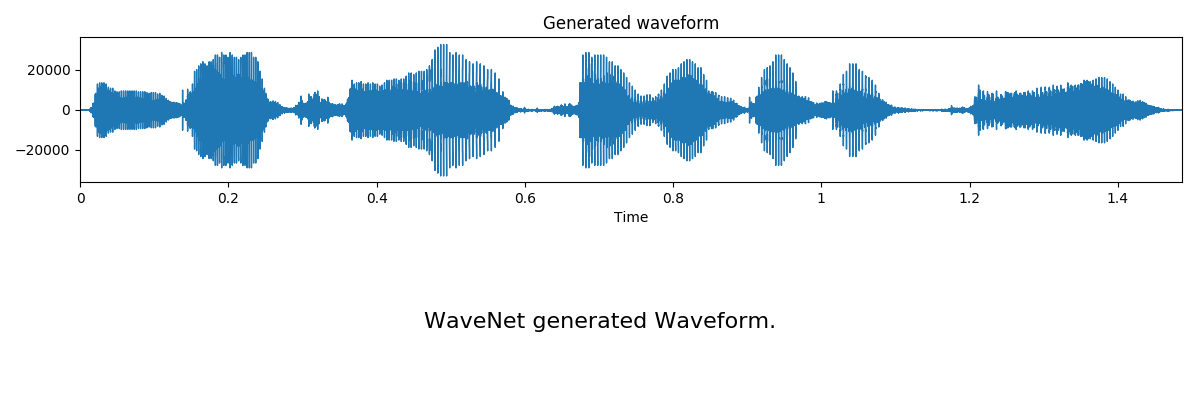 Generated waveform
20000
0
−20000
0 0.2 0.4 0.6 0.8 1 1.2 1.4
Time
WaveNet generated Waveform.